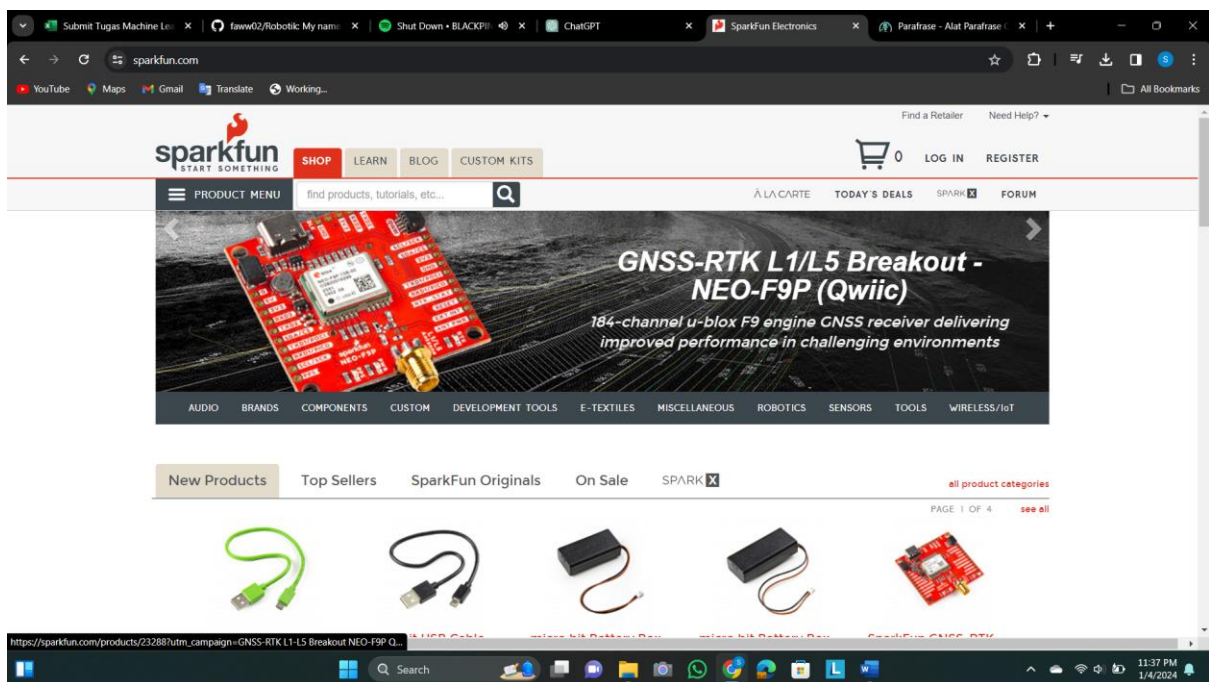 Submit Tugas Machine Le
faww02/Robotik: My name
Shut Down • BLACKPI
ChatGPT
SparkFun Electronics
Parafrase - Alat Parafrase
sparkfun.com
YouTube
Maps
Gmail
Translate
Working...
All Bookmarks
Find a Retailer
Need Help?
sparkfun
START SOMETHING
SHOP
LEARN
BLOG
CUSTOM KITS
0
LOG IN
REGISTER
PRODUCT MENU
find products, tutorials, etc...
À LA CARTE
TODAY'S DEALS
SPARK X
FORUM
GNSS-RTK L1/L5 Breakout -
NEO-F9P (Qwiic)
184-channel u-blox F9 engine GNSS receiver delivering
improved performance in challenging environments
AUDIO
BRANDS
COMPONENTS
CUSTOM
DEVELOPMENT TOOLS
E-TEXTILES
MISCELLANEOUS
ROBOTICS
SENSORS
TOOLS
WIRELESS/IoT
New Products
Top Sellers
SparkFun Originals
On Sale
SPARK X
all product categories
PAGE 1 OF 4
see all
https://sparkfun.com/products/23288?utm_campaign=GNSS-RTK L1-L5 Breakout NEO-F9P Q...
Search
11:37 PM
1/4/2024